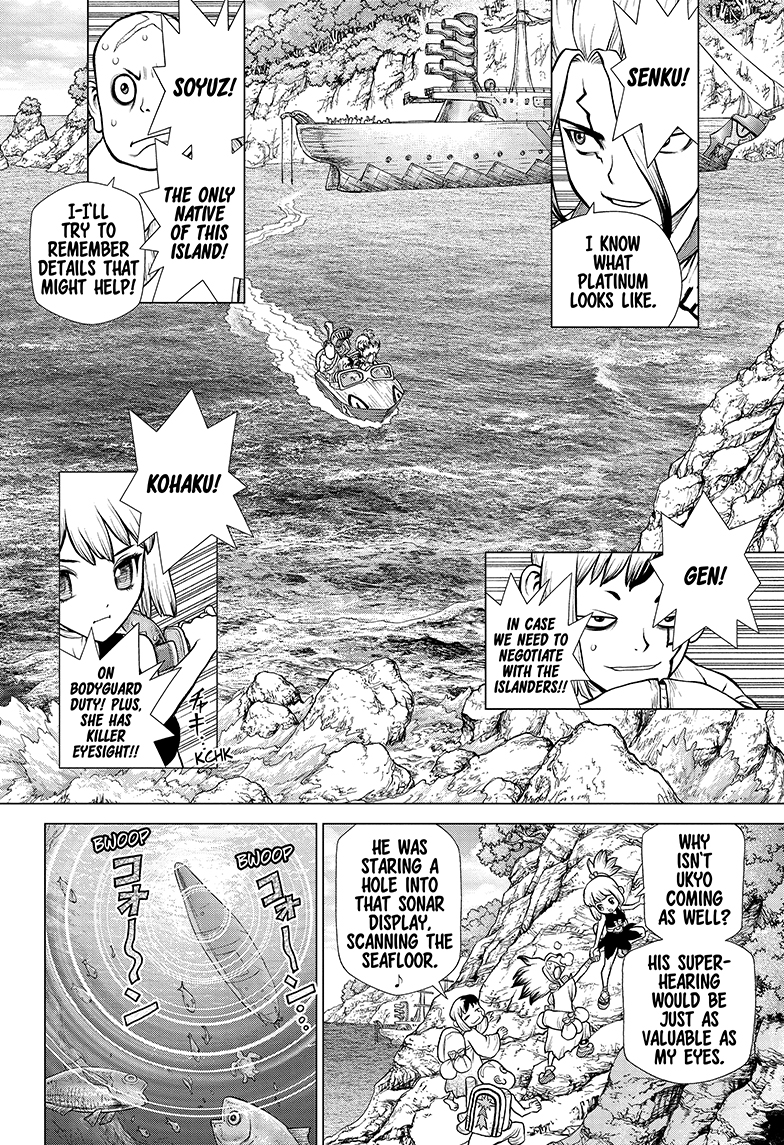 SENKU!
I KNOW
WHAT
PLATINUM
LOOKS LIKE.
SOYUZ!
THE ONLY
NATIVE
OF THIS
ISLAND!
I-I'LL
TRY TO
REMEMBER
DETAILS THAT
MIGHT HELP!
GEN!
IN CASE
WE NEED TO
NEGOTIATE
WITH THE
ISLANDERS!!
KOHAKU!
ON
BODYGUARD
DUTY! PLUS,
SHE HAS
KILLER
EYESIGHT!!
チャキ
KCHK
WHY
ISN'T
UKYO
COMING
AS WELL?
HIS SUPER-
HEARING
WOULD BE
JUST AS
VALUABLE AS
MY EYES.
HE WAS
STARING A
HOLE INTO
THAT SONAR
DISPLAY,
SCANNING THE
SEAFLOOR.
♪
BWOOP
コォーン...
BWOOP
コォ〜ン